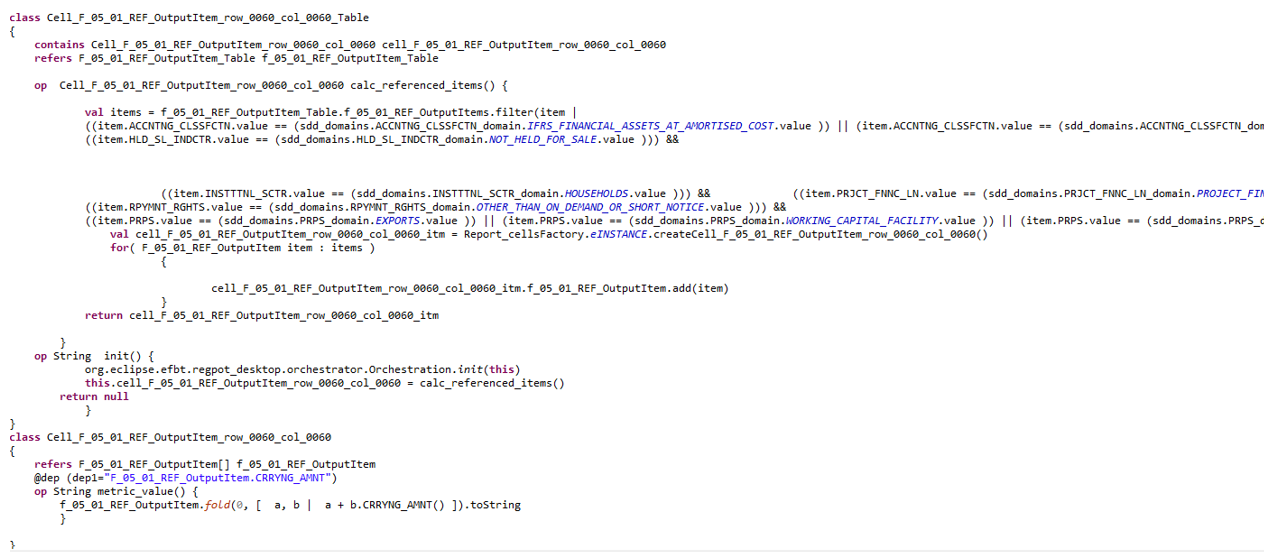 class Cell_F_05_01_REF_OutputItem_row_0060_col_0060_Table
{
contains Cell_F_05_01_REF_OutputItem_row_0060_col_0060 cell_F_05_01_REF_OutputItem_row_0060_col_0060
refers F_05_01_REF_OutputItem_Table f_05_01_REF_OutputItem_Table
op Cell_F_05_01_REF_OutputItem_row_0060_col_0060 calc_referenced_items() {
val items = f_05_01_REF_OutputItem_Table.f_05_01_REF_OutputItems.filter(item |
((item.ACCNTNG_CLSSFCTN.value == (sdd_domains.ACCNTNG_CLSSFCTN_domain.IFRS_FINANCIAL_ASSETS_AT_AMORTISED_COST.value )) || (item.ACCNTNG_CLSSFCTN.value == (sdd_domains.ACCNTNG_CLSSFCTN_dom
((item.HLD_SL_INDCTR.value == (sdd_domains.HLD_SL_INDCTR_domain.NOT_HELD_FOR_SALE.value ))) &&
((item.INSTTTNL_SCTR.value == (sdd_domains.INSTTTNL_SCTR_domain.HOUSEHOLDS.value ))) && ((item.PRJCT_FNNC_LN.value == (sdd_domains.PRJCT_FNNC_LN_domain.PROJECT_FIN
((item.RPYMNT_RGHTS.value == (sdd_domains.RPYMNT_RGHTS_domain.OTHER_THAN_ON_DEMAND_OR_SHORT_NOTICE.value ))) &&
((item.PRPS.value == (sdd_domains.PRPS_domain.EXPORTS.value )) || (item.PRPS.value == (sdd_domains.PRPS_domain.WORKING_CAPITAL_FACILITY.value )) || (item.PRPS.value == (sdd_domains.PRPS_d
val cell_F_05_01_REF_OutputItem_row_0060_col_0060_itm = Report_cellsFactory.eINSTANCE.createCell_F_05_01_REF_OutputItem_row_0060_col_0060()
for( F_05_01_REF_OutputItem item : items )
{
cell_F_05_01_REF_OutputItem_row_0060_col_0060_itm.f_05_01_REF_OutputItem.add(item)
}
return cell_F_05_01_REF_OutputItem_row_0060_col_0060_itm
}
op String init() {
org.eclipse.efbt.regpot_desktop.orchestrator.Orchestration.init(this)
this.cell_F_05_01_REF_OutputItem_row_0060_col_0060 = calc_referenced_items()
return null
}
}
class Cell_F_05_01_REF_OutputItem_row_0060_col_0060
{
refers F_05_01_REF_OutputItem[] f_05_01_REF_OutputItem
@dep (dep1="F_05_01_REF_OutputItem.CRRYNG_AMNT")
op String metric_value() {
f_05_01_REF_OutputItem.fold(0, [ a, b | a + b.CRRYNG_AMNT() ]).toString
}
}